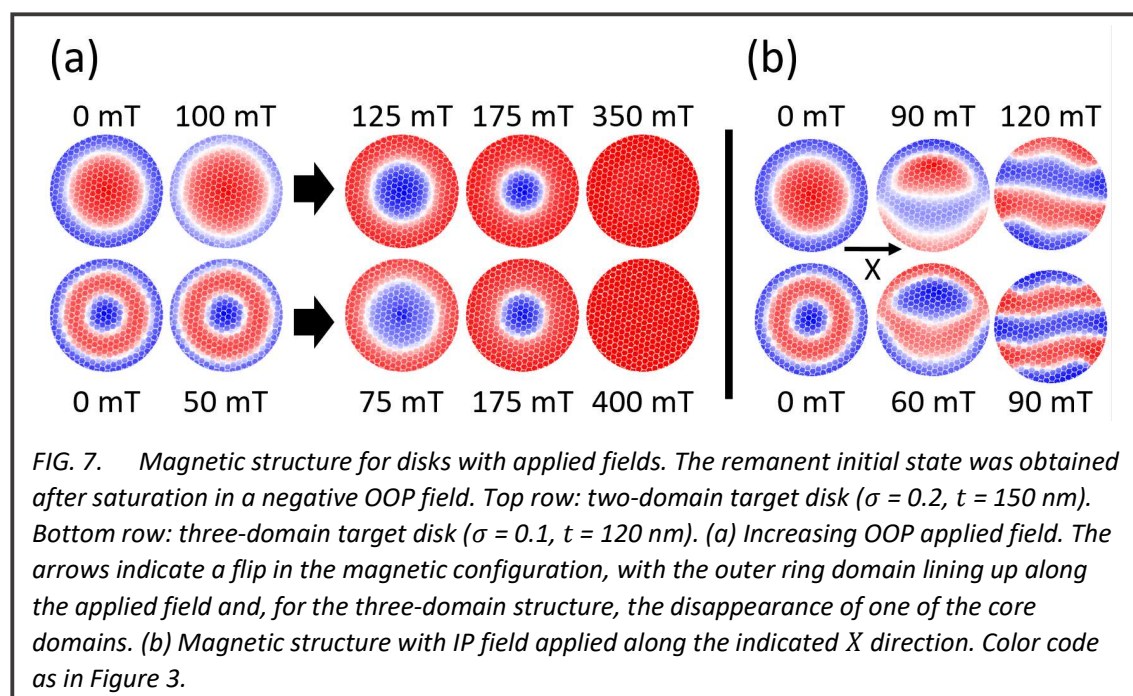 (a)
(b)
0 mT 100 mT 125 mT 175 mT 350 mT 0 mT 90 mT 120 mT
X
0 mT 50 mT 75 mT 175 mT 400 mT 0 mT 60 mT 90 mT
FIG. 7. Magnetic structure for disks with applied fields. The remanent initial state was obtained
after saturation in a negative OOP field. Top row: two-domain target disk (σ = 0.2, t = 150 nm).
Bottom row: three-domain target disk (σ = 0.1, t = 120 nm). (a) Increasing OOP applied field. The
arrows indicate a flip in the magnetic configuration, with the outer ring domain lining up along
the applied field and, for the three-domain structure, the disappearance of one of the core
domains. (b) Magnetic structure with IP field applied along the indicated X direction. Color code
as in Figure 3.